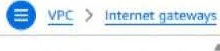 VPC > Internet gateways